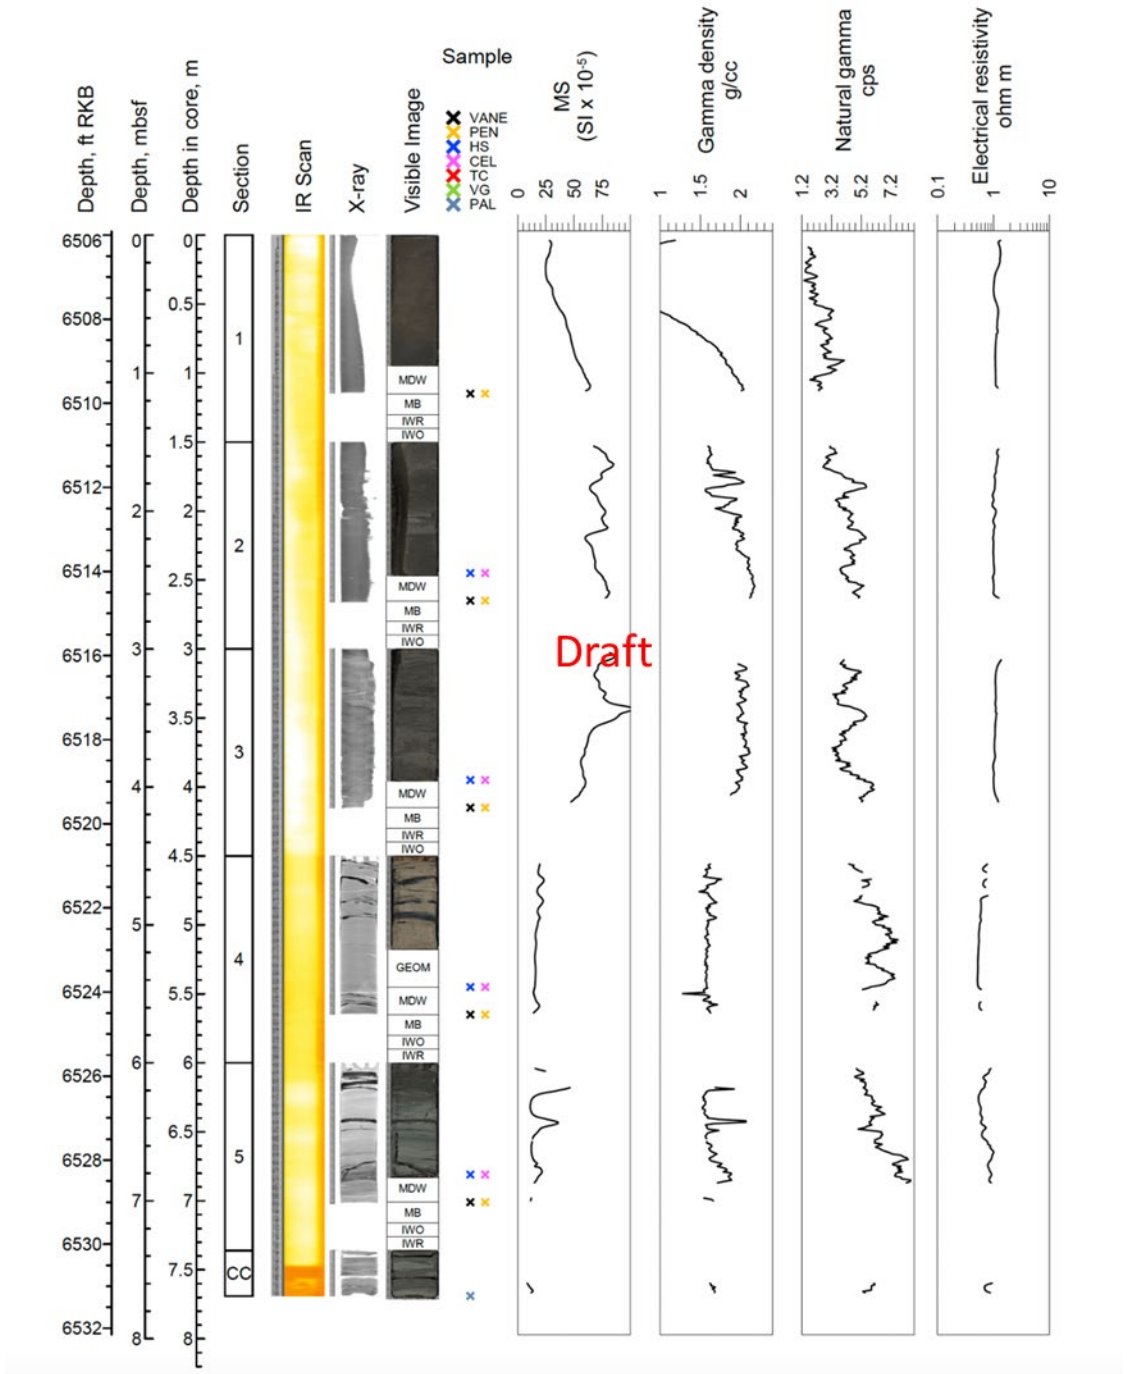 Depth, ft RKB
Depth, mbsf
Depth in core, m
Section
IR Scan
X-ray
Visible Image
Sample
VANE
PEN
HS
CEL
TC
VG
PAL
MS
(SI x 10⁻⁵)
Gamma density
g/cc
Natural gamma
cps
Electrical resistivity
ohm m
0 25 50 75
1 1.5 2
1.2 3.2 5.2 7.2
0.1 1 10
6506
6508
6510
6512
6514
6516
6518
6520
6522
6524
6526
6528
6530
6532
0
1
2
3
4
5
6
7
8
0
0.5
1
1.5
2
2.5
3
3.5
4
4.5
5
5.5
6
6.5
7
7.5
8
1
2
3
4
5
CC
MDW
MB
IWR
IWO
MDW
MB
IWR
IWO
MDW
MB
IWR
IWO
GEOM
MDW
MB
IWO
IWR
MDW
MB
IWO
IWR
Draft